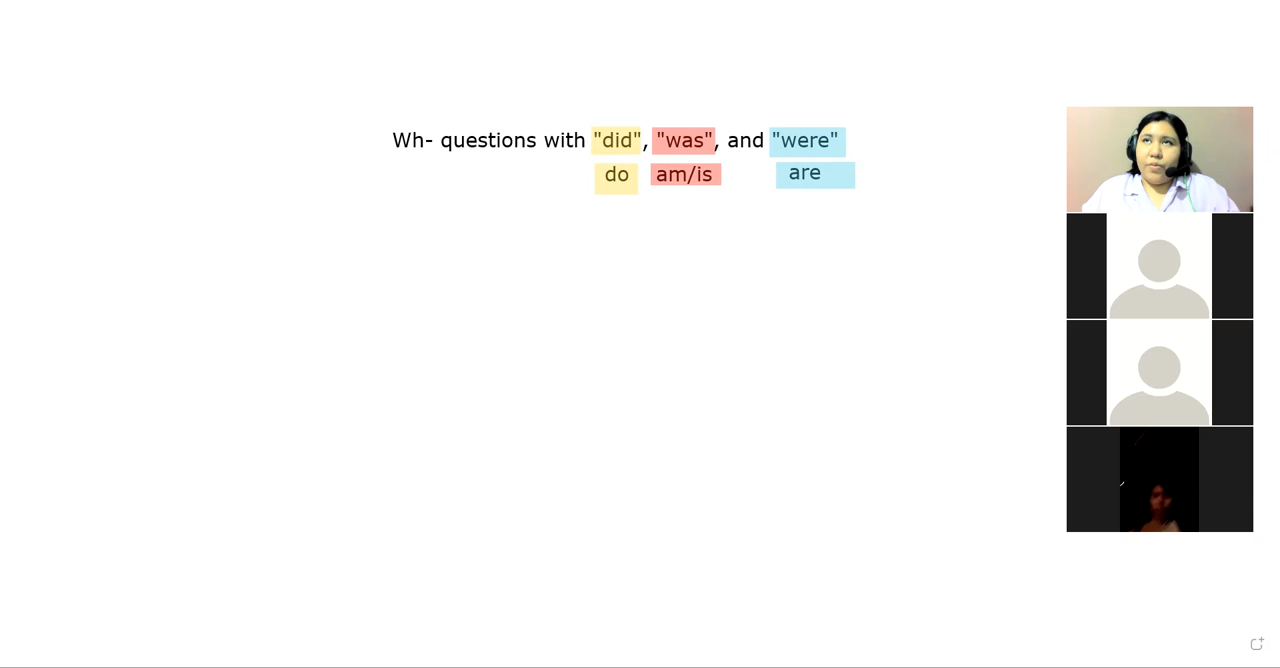 Wh- questions with "did", "was", and "were"
do am/is are